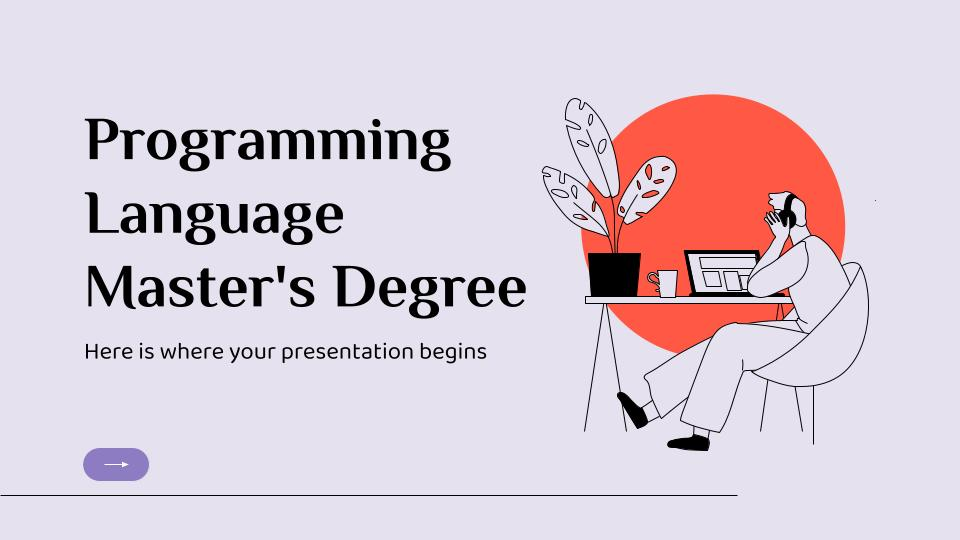 Programming
Language
Master's Degree
Here is where your presentation begins